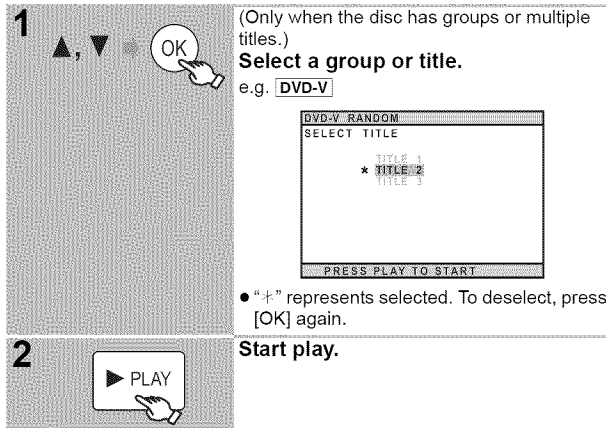 1
▲, ▼ OK
(Only when the disc has groups or multiple
titles.)
Select a group or title.
e.g. DVD-V
DVD-V RANDOM
SELECT TITLE
TITLE 1
* TITLE 2
TITLE 3
PRESS PLAY TO START
● “*” represents selected. To deselect, press
[OK] again.
2
► PLAY
Start play.